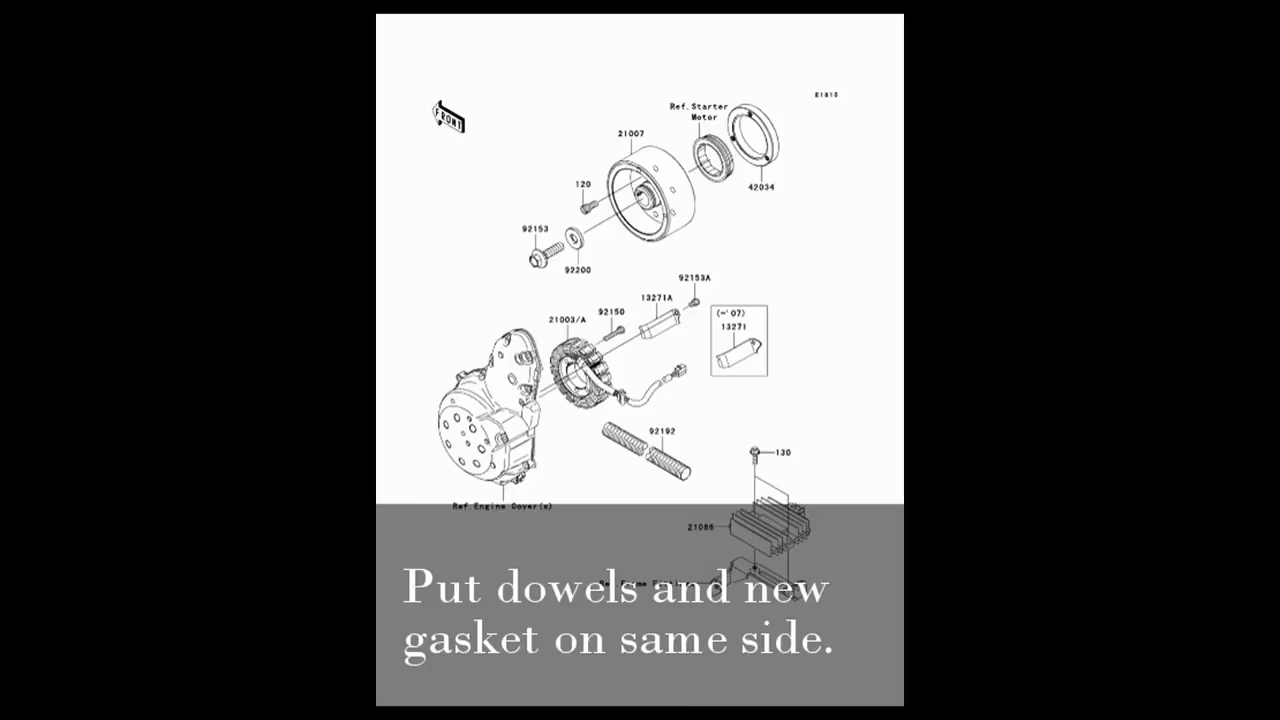 E1810
FRONT
Ref.Starter
Motor
21007
42034
120
92153
92200
92153A
13271A
92150
21003/A
(~'07)
13271
92192
130
Ref.Engine Cover(s)
21066
Put dowels and new
gasket on same side.